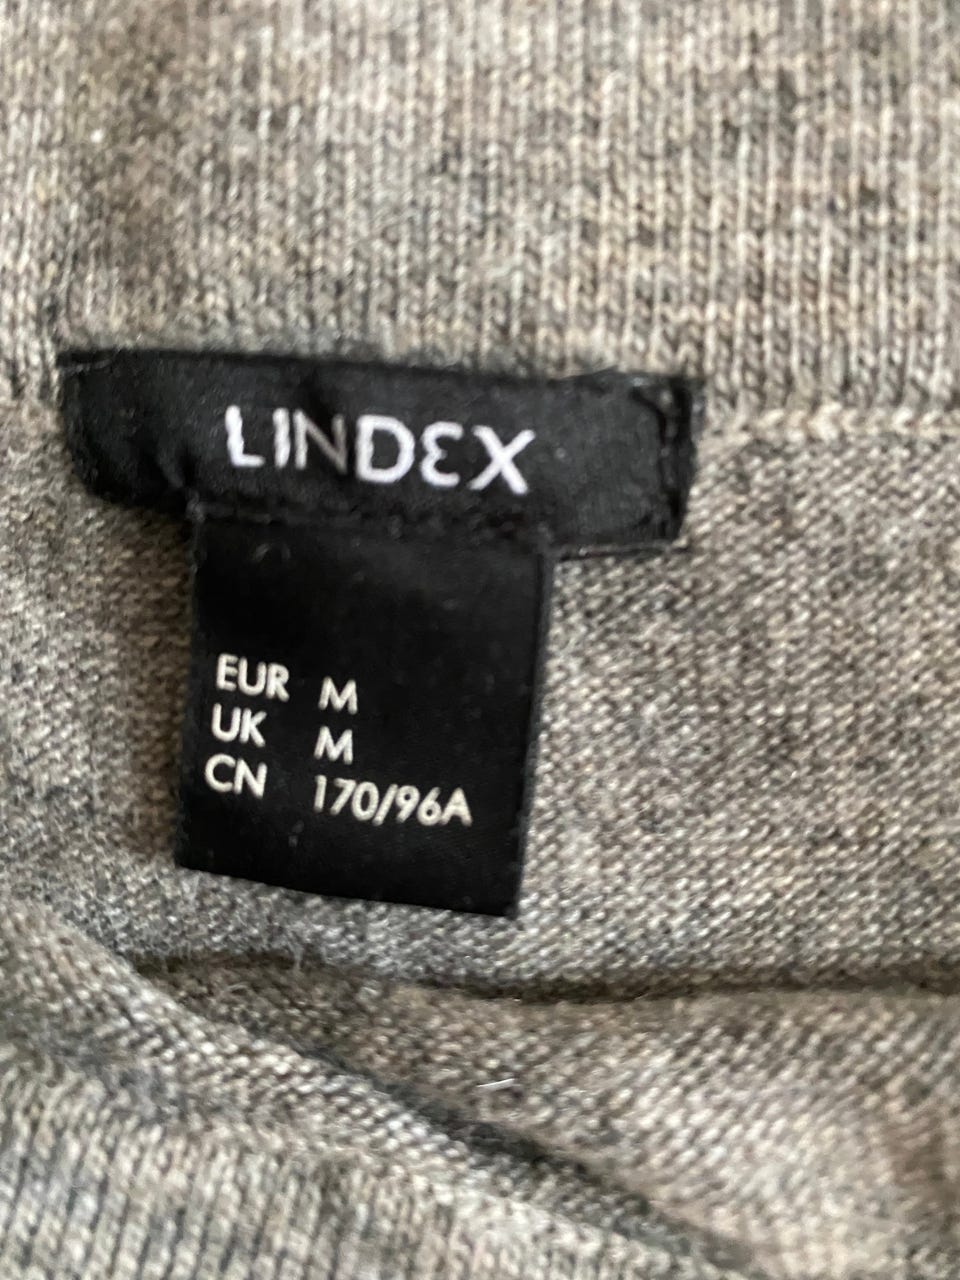 LINDEX
EUR M
UK M
CN 170/96A